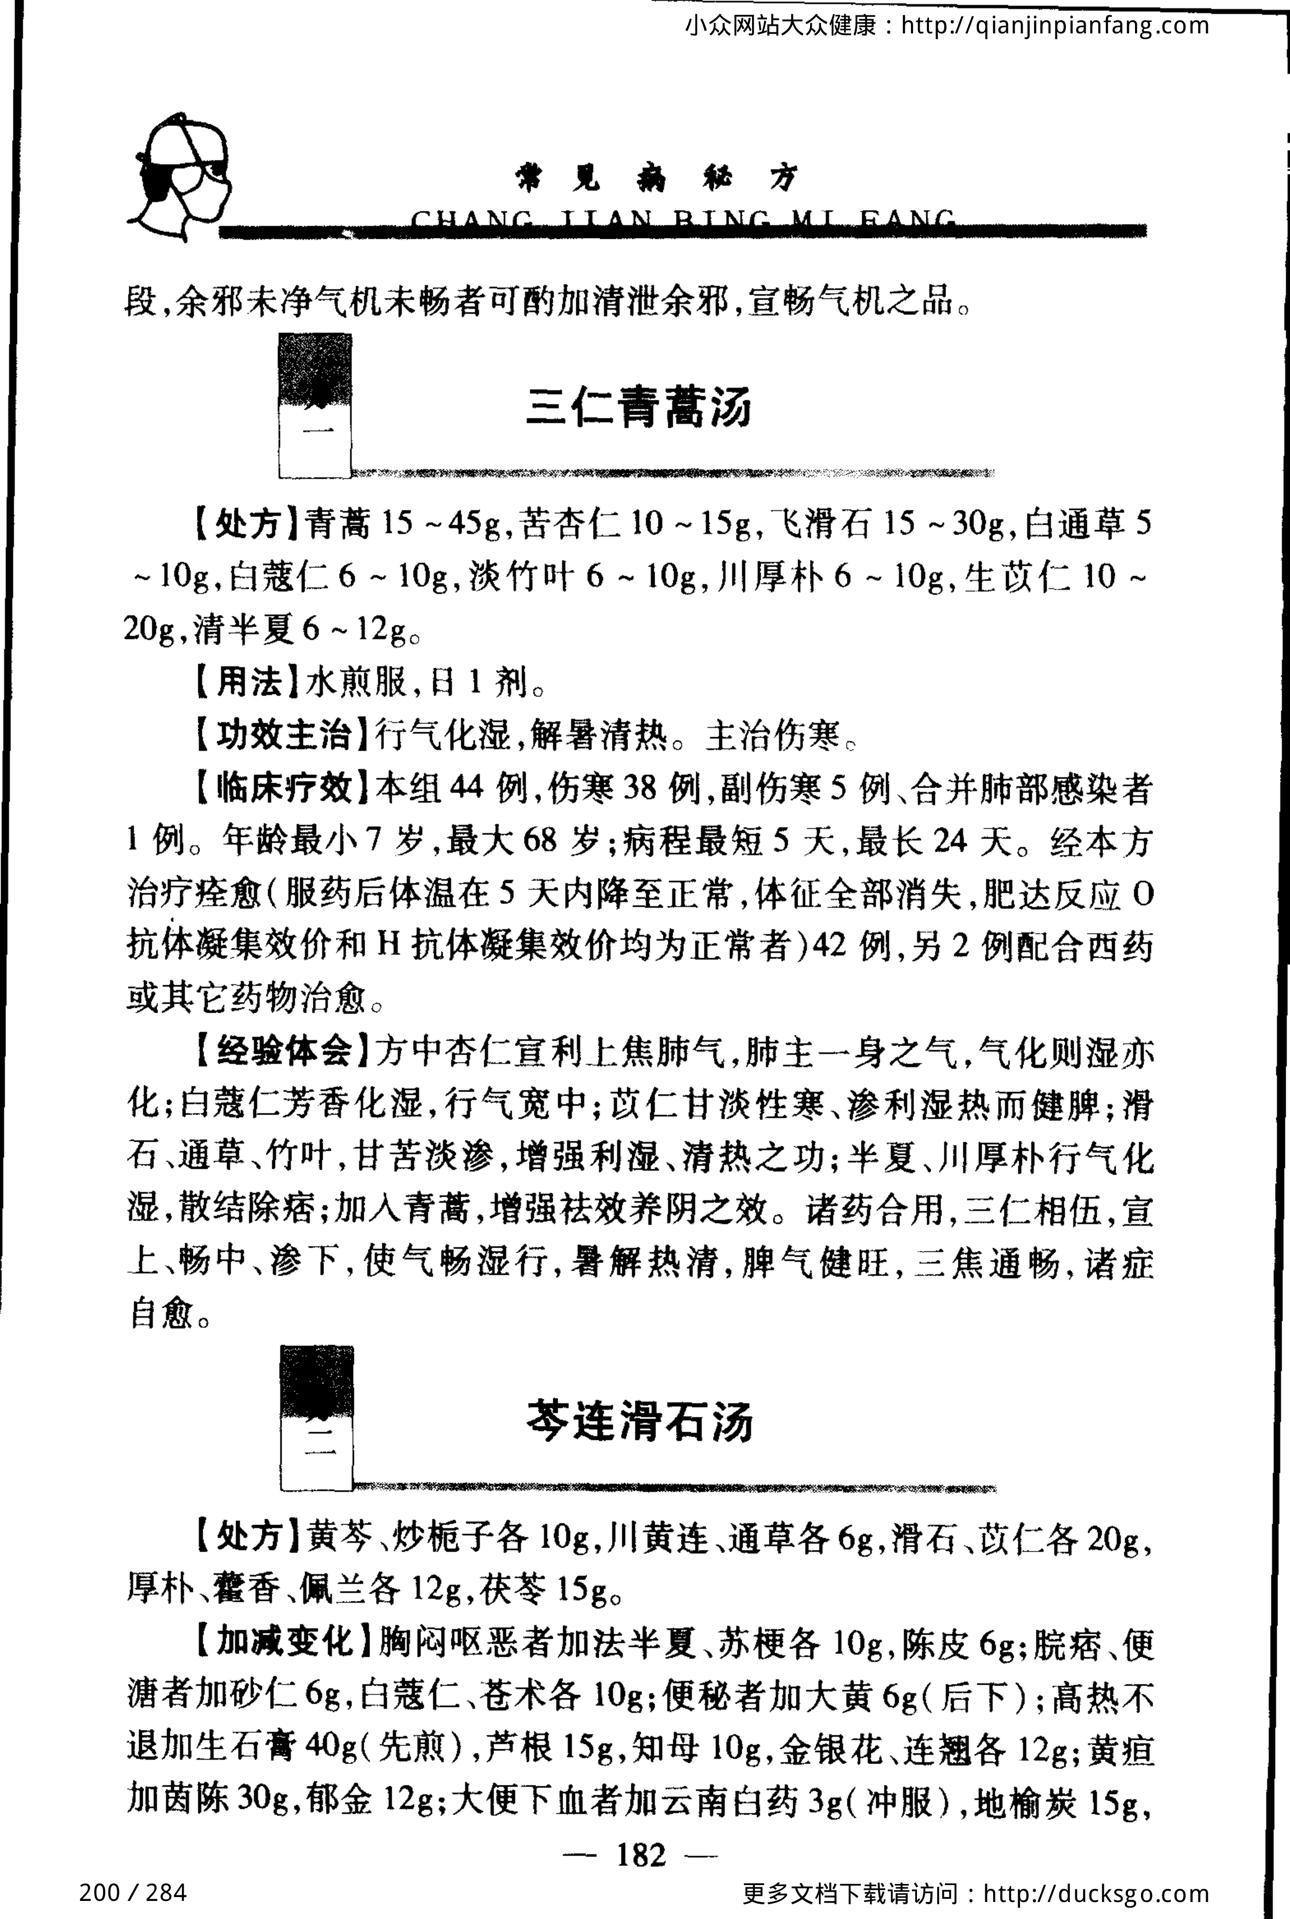 小众网站大众健康：http://qianjinpianfang.com
常见病秘方
CHANG JIAN BING MI FANG
段,余邪未净气机未畅者可酌加清泄余邪,宣畅气机之品。
方
一
三仁青蒿汤
【处方】青蒿 15 ~45g,苦杏仁 10 ~ 15g,飞滑石 15 ~ 30g,白通草 5
~ 10g,白蔻仁 6 ~ 10g,淡竹叶 6 ~ 10g,川厚朴 6 ~ 10g,生苡仁 10 ~
20g,清半夏 6 ~ 12g。
【用法】水煎服,日 1 剂。
【功效主治】行气化湿,解暑清热。主治伤寒。
【临床疗效】本组 44 例,伤寒 38 例,副伤寒 5 例、合并肺部感染者
1 例。年龄最小 7 岁,最大 68 岁;病程最短 5 天,最长 24 天。经本方
治疗痊愈(服药后体温在 5 天内降至正常,体征全部消失,肥达反应 O
抗体凝集效价和 H 抗体凝集效价均为正常者)42 例,另 2 例配合西药
或其它药物治愈。
【经验体会】方中杏仁宣利上焦肺气,肺主一身之气,气化则湿亦
化;白蔻仁芳香化湿,行气宽中;苡仁甘淡性寒、渗利湿热而健脾;滑
石、通草、竹叶,甘苦淡渗,增强利湿、清热之功;半夏、川厚朴行气化
湿,散结除痞;加入青蒿,增强祛效养阴之效。诸药合用,三仁相伍,宣
上、畅中、渗下,使气畅湿行,暑解热清,脾气健旺,三焦通畅,诸症
自愈。
方
二
芩连滑石汤
【处方】黄芩、炒栀子各 10g,川黄连、通草各 6g,滑石、苡仁各 20g,
厚朴、藿香、佩兰各 12g,茯苓 15g。
【加减变化】胸闷呕恶者加法半夏、苏梗各 10g,陈皮 6g;脘痞、便
溏者加砂仁 6g,白蔻仁、苍术各 10g;便秘者加大黄 6g(后下);高热不
退加生石膏 40g(先煎),芦根 15g,知母 10g,金银花、连翘各 12g;黄疸
加茵陈 30g,郁金 12g;大便下血者加云南白药 3g(冲服),地榆炭 15g,
— 182 —
200 / 284
更多文档下载请访问：http://ducksgo.com